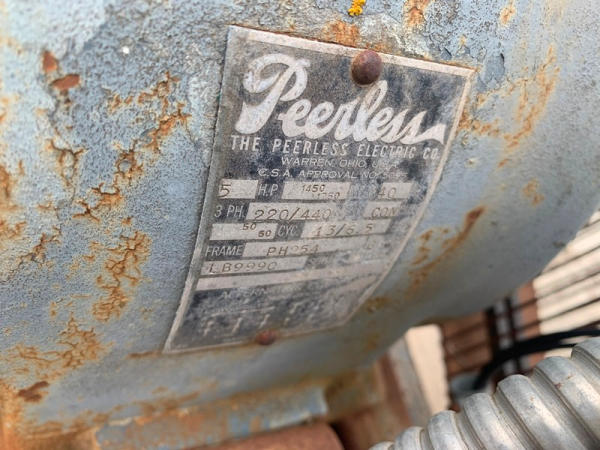 Peerless
THE PEERLESS ELECTRIC CO.
WARREN, OHIO,
C.S.A. APPROVAL NO.
5 H.P. 1450 40
3 PH. 220/440 CON
50
60 CYC. 13/6.5
FRAME PH254
LB9990